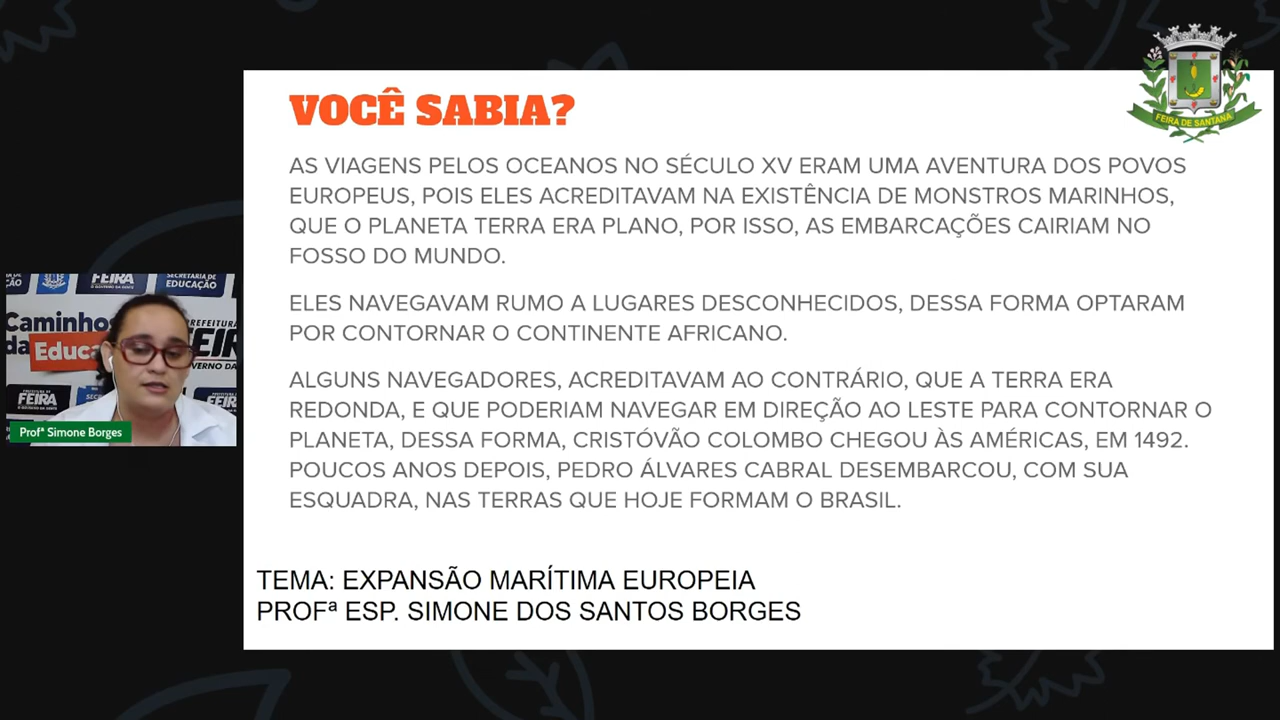 VOCÊ SABIA?
AS VIAGENS PELOS OCEANOS NO SÉCULO XV ERAM UMA AVENTURA DOS POVOS
EUROPEUS, POIS ELES ACREDITAVAM NA EXISTÊNCIA DE MONSTROS MARINHOS,
QUE O PLANETA TERRA ERA PLANO, POR ISSO, AS EMBARCAÇÕES CAIRIAM NO
FOSSO DO MUNDO.
ELES NAVEGAVAM RUMO A LUGARES DESCONHECIDOS, DESSA FORMA OPTARAM
POR CONTORNAR O CONTINENTE AFRICANO.
ALGUNS NAVEGADORES, ACREDITAVAM AO CONTRÁRIO, QUE A TERRA ERA
REDONDA, E QUE PODERIAM NAVEGAR EM DIREÇÃO AO LESTE PARA CONTORNAR O
PLANETA, DESSA FORMA, CRISTÓVÃO COLOMBO CHEGOU ÀS AMÉRICAS, EM 1492.
POUCOS ANOS DEPOIS, PEDRO ÁLVARES CABRAL DESEMBARCOU, COM SUA
ESQUADRA, NAS TERRAS QUE HOJE FORMAM O BRASIL.
TEMA: EXPANSÃO MARÍTIMA EUROPEIA
PROFª ESP. SIMONE DOS SANTOS BORGES
FEIRA DE SANTANA
FEIRA
SECRETARIA DE
EDUCAÇÃO
Caminho
da Educa
PREFEITURA
FEIR
VERNO DA
FEIRA
FEIR
Profª Simone Borges